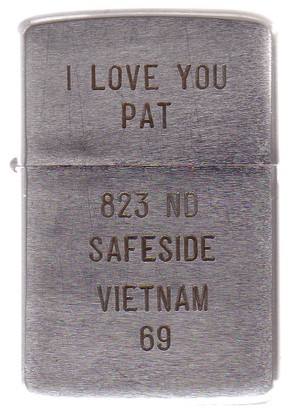 I LOVE YOU
PAT
823 ND
SAFESIDE
VIETNAM
69